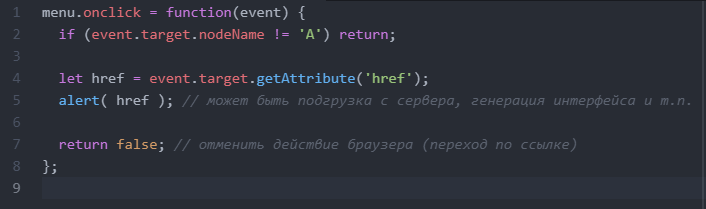 1 menu.onclick = function(event) {
2   if (event.target.nodeName != 'A') return;
3
4   let href = event.target.getAttribute('href');
5   alert( href ); // может быть подгрузка с сервера, генерация интерфейса и т.п.
6
7   return false; // отменить действие браузера (переход по ссылке)
8 };
9